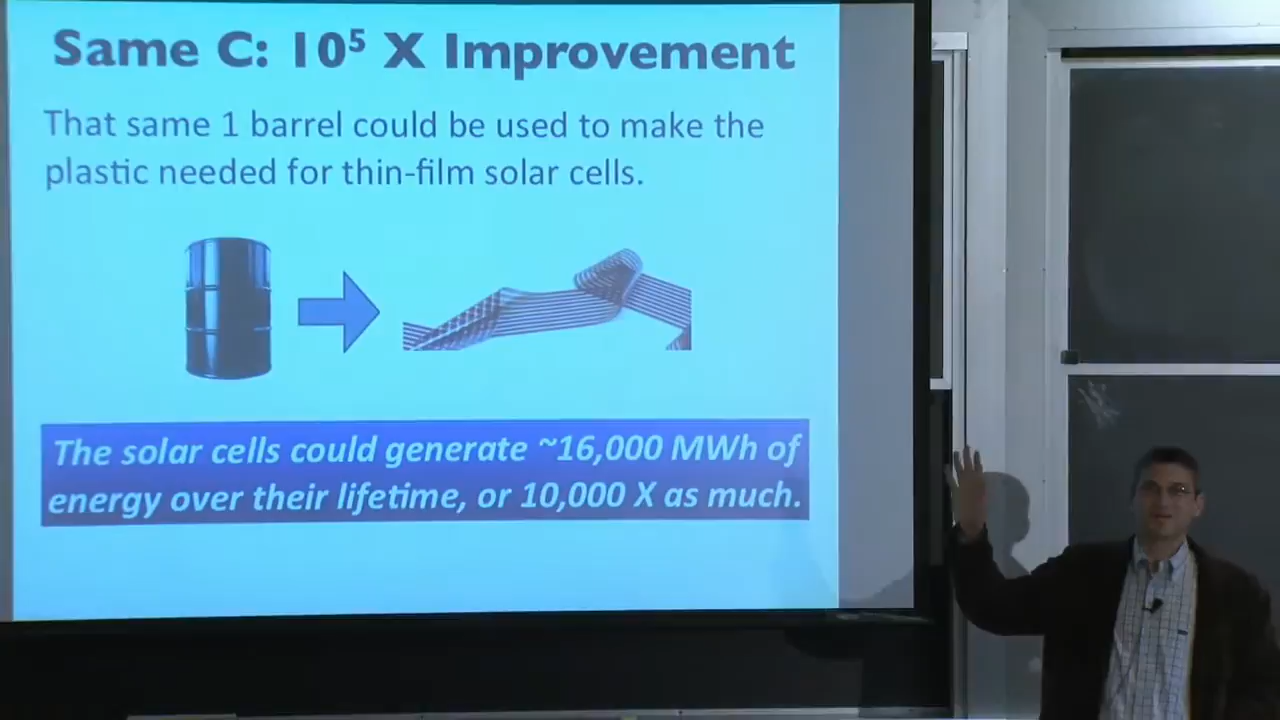 Same C: 10⁵ X Improvement
That same 1 barrel could be used to make the
plastic needed for thin-film solar cells.
The solar cells could generate ~16,000 MWh of
energy over their lifetime, or 10,000 X as much.